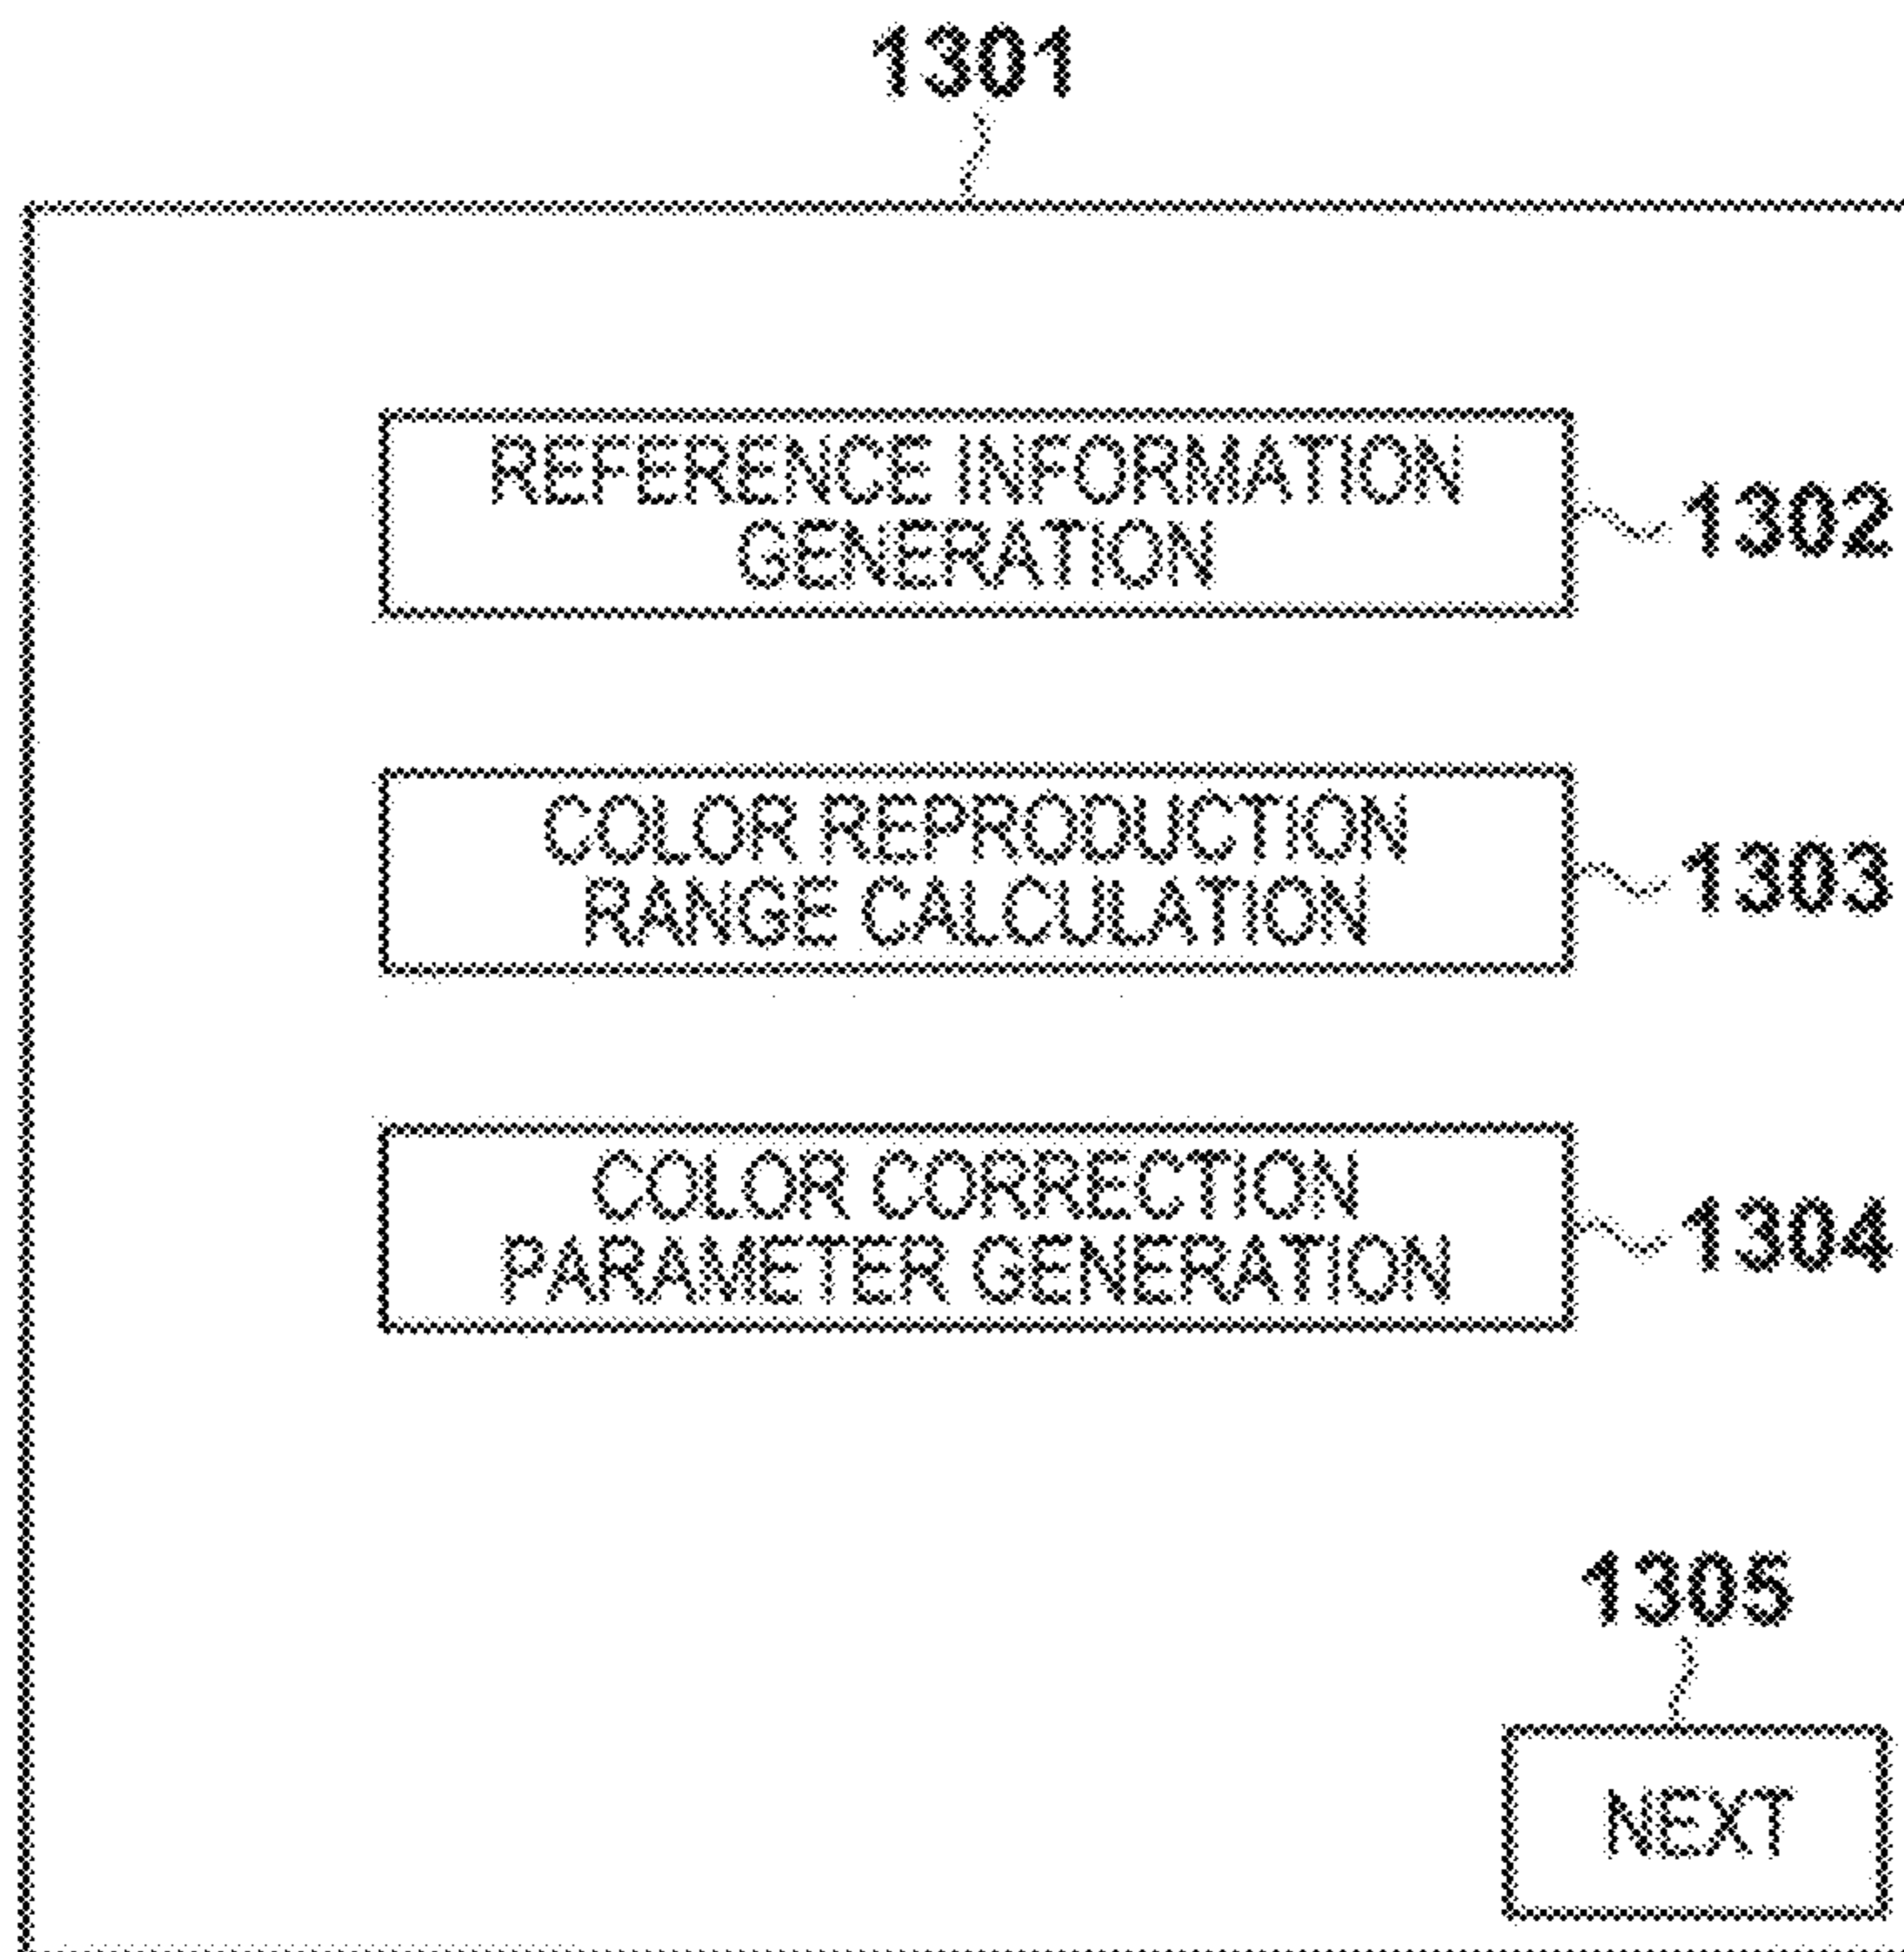 1301
REFERENCE INFORMATION
GENERATION
1302
COLOR REPRODUCTION
RANGE CALCULATION
1303
COLOR CORRECTION
PARAMETER GENERATION
1304
1305
NEXT